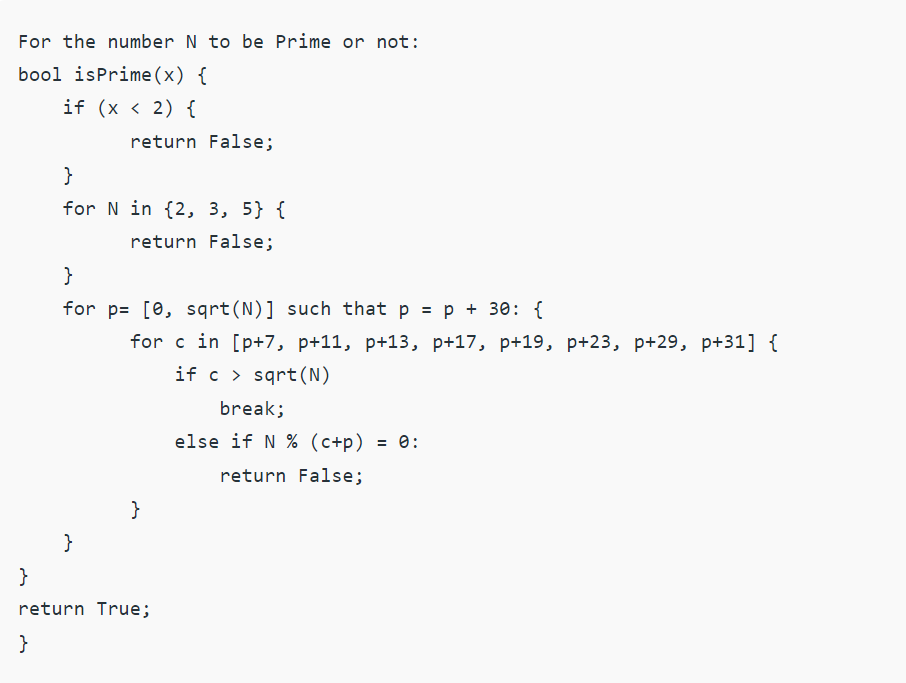 For the number N to be Prime or not:
bool isPrime(x) {
    if (x < 2) {
          return False;
    }
    for N in {2, 3, 5} {
          return False;
    }
    for p= [0, sqrt(N)] such that p = p + 30: {
          for c in [p+7, p+11, p+13, p+17, p+19, p+23, p+29, p+31] {
              if c > sqrt(N)
                  break;
              else if N % (c+p) = 0:
                  return False;
          }
    }
}
return True;
}